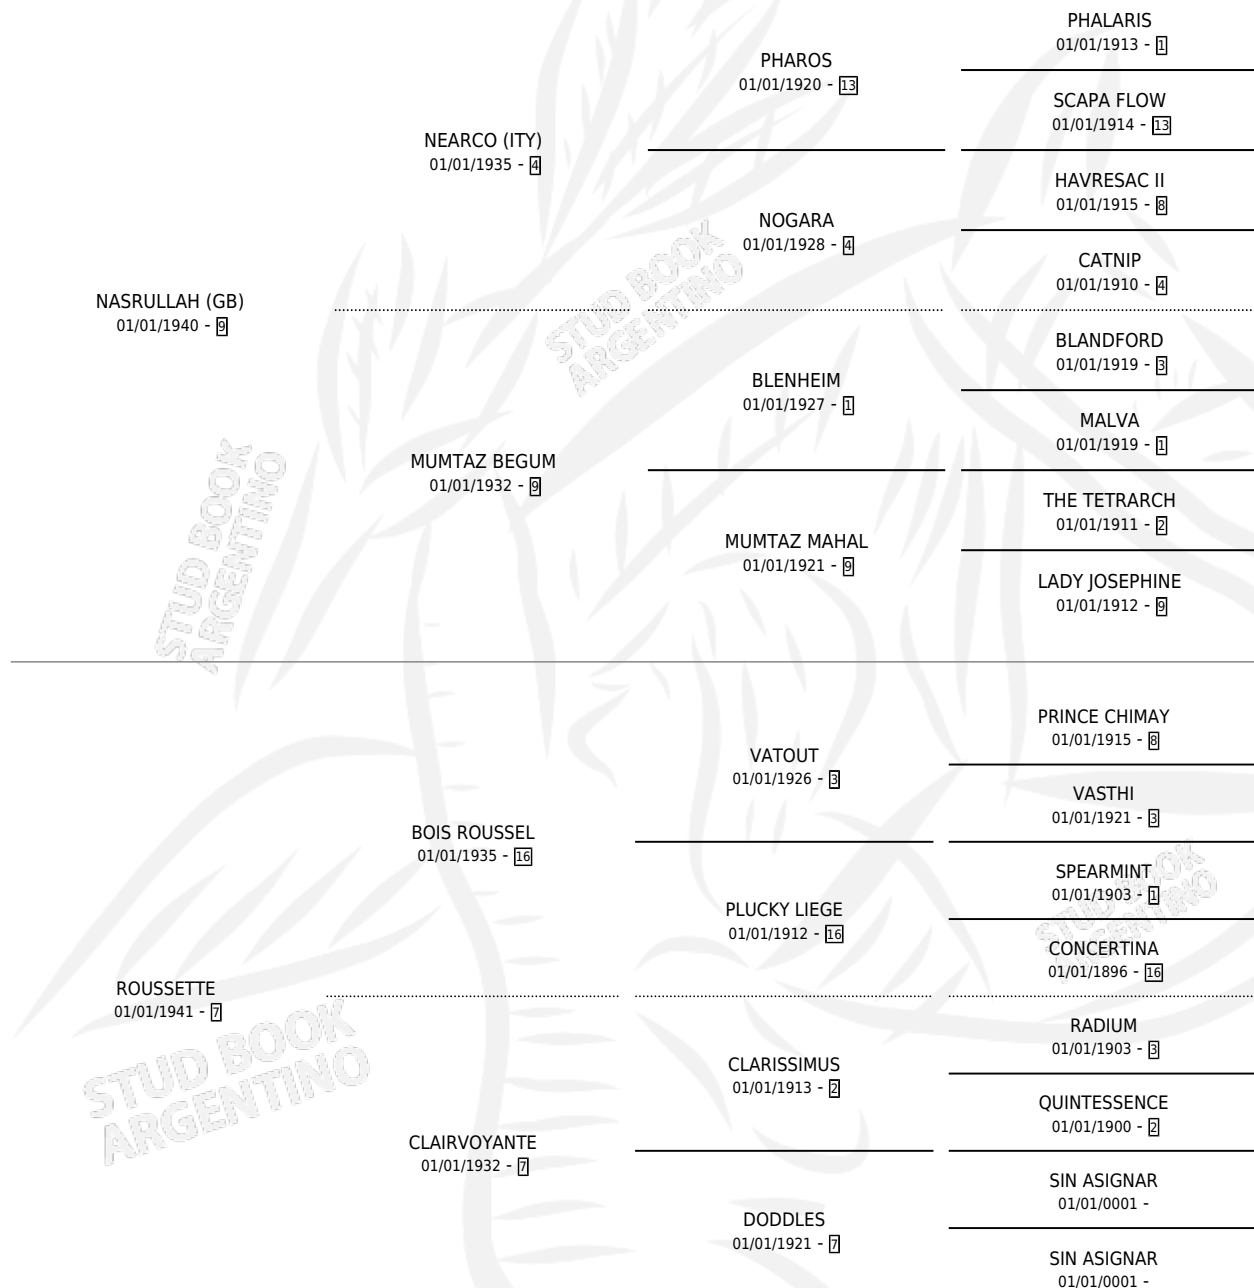 PHALARIS
01/01/1913 - 1
PHAROS
01/01/1920 - 13
SCAPA FLOW
01/01/1914 - 13
NEARCO (ITY)
01/01/1935 - 4
HAVRESAC II
01/01/1915 - 8
NOGARA
01/01/1928 - 4
CATNIP
01/01/1910 - 4
NASRULLAH (GB)
01/01/1940 - 9
STUD BOOK
ARGENTINO
BLANDFORD
01/01/1919 - 3
BLENHEIM
01/01/1927 - 1
MALVA
01/01/1919 - 1
MUMTAZ BEGUM
01/01/1932 - 9
THE TETRARCH
01/01/1911 - 2
MUMTAZ MAHAL
01/01/1921 - 9
LADY JOSEPHINE
01/01/1912 - 9
STUD BOOK
ARGENTINO
PRINCE CHIMAY
01/01/1915 - 8
VATOUT
01/01/1926 - 3
VASTHI
01/01/1921 - 3
BOIS ROUSSEL
01/01/1935 - 16
SPEARMINT
01/01/1903 - 1
PLUCKY LIEGE
01/01/1912 - 16
STUD BOOK
ARGENTINO
CONCERTINA
01/01/1896 - 16
ROUSSETTE
01/01/1941 - 7
RADIUM
01/01/1903 - 3
STUD BOOK
ARGENTINO
CLARISSIMUS
01/01/1913 - 2
QUINTESSENCE
01/01/1900 - 2
CLAIRVOYANTE
01/01/1932 - 7
SIN ASIGNAR
01/01/0001 -
DODDLES
01/01/1921 - 7
SIN ASIGNAR
01/01/0001 -